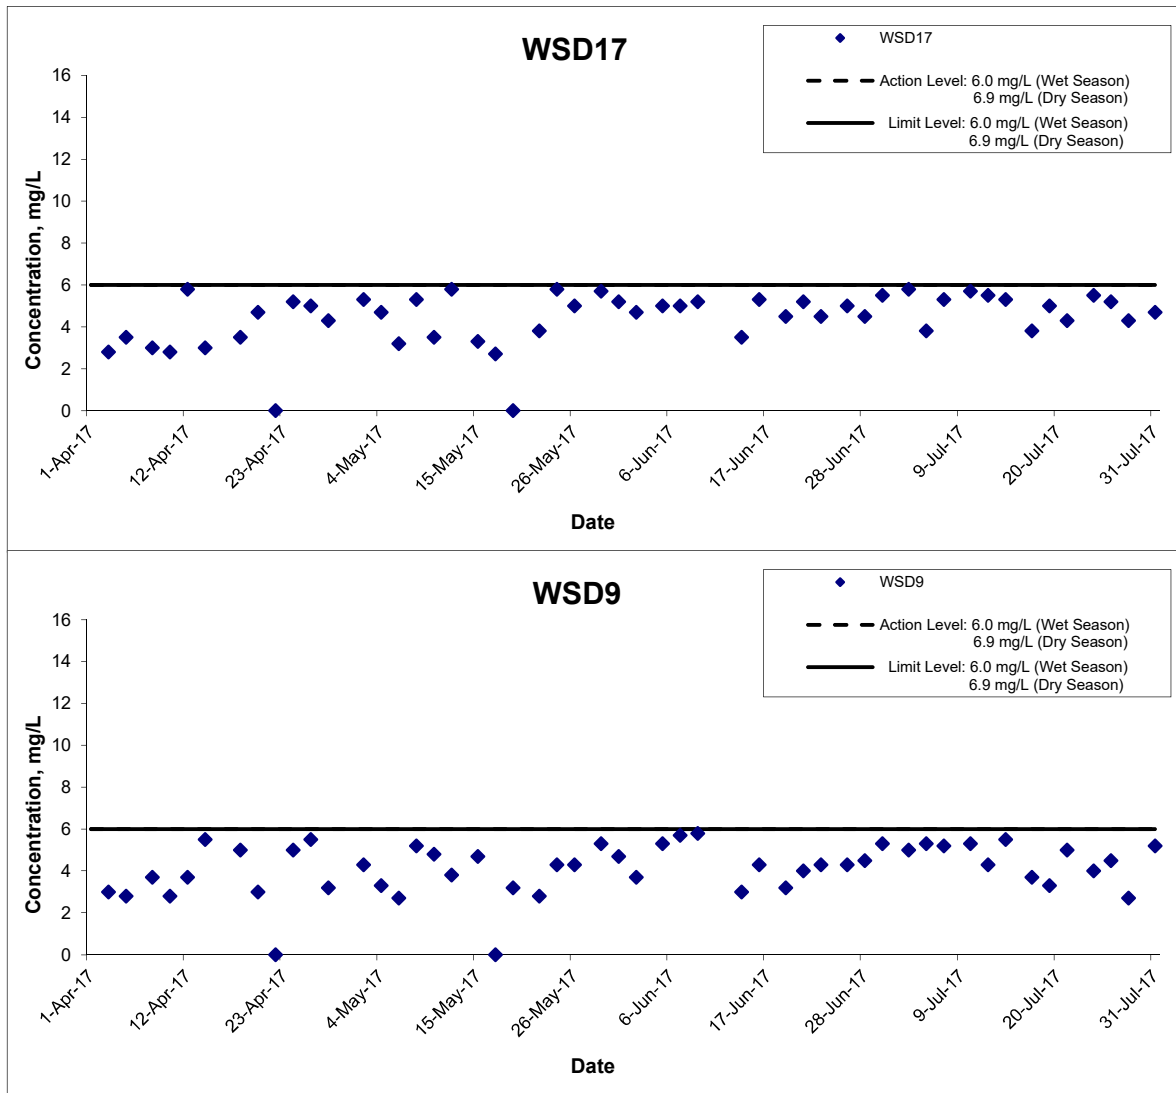 WSD17
WSD17
Action Level: 6.0 mg/L (Wet Season)
6.9 mg/L (Dry Season)
Limit Level: 6.0 mg/L (Wet Season)
6.9 mg/L (Dry Season)
Concentration, mg/L
16
14
12
10
8
6
4
2
0
1-Apr-17
12-Apr-17
23-Apr-17
4-May-17
15-May-17
26-May-17
6-Jun-17
17-Jun-17
28-Jun-17
9-Jul-17
20-Jul-17
31-Jul-17
Date
WSD9
WSD9
Action Level: 6.0 mg/L (Wet Season)
6.9 mg/L (Dry Season)
Limit Level: 6.0 mg/L (Wet Season)
6.9 mg/L (Dry Season)
Concentration, mg/L
16
14
12
10
8
6
4
2
0
1-Apr-17
12-Apr-17
23-Apr-17
4-May-17
15-May-17
26-May-17
6-Jun-17
17-Jun-17
28-Jun-17
9-Jul-17
20-Jul-17
31-Jul-17
Date